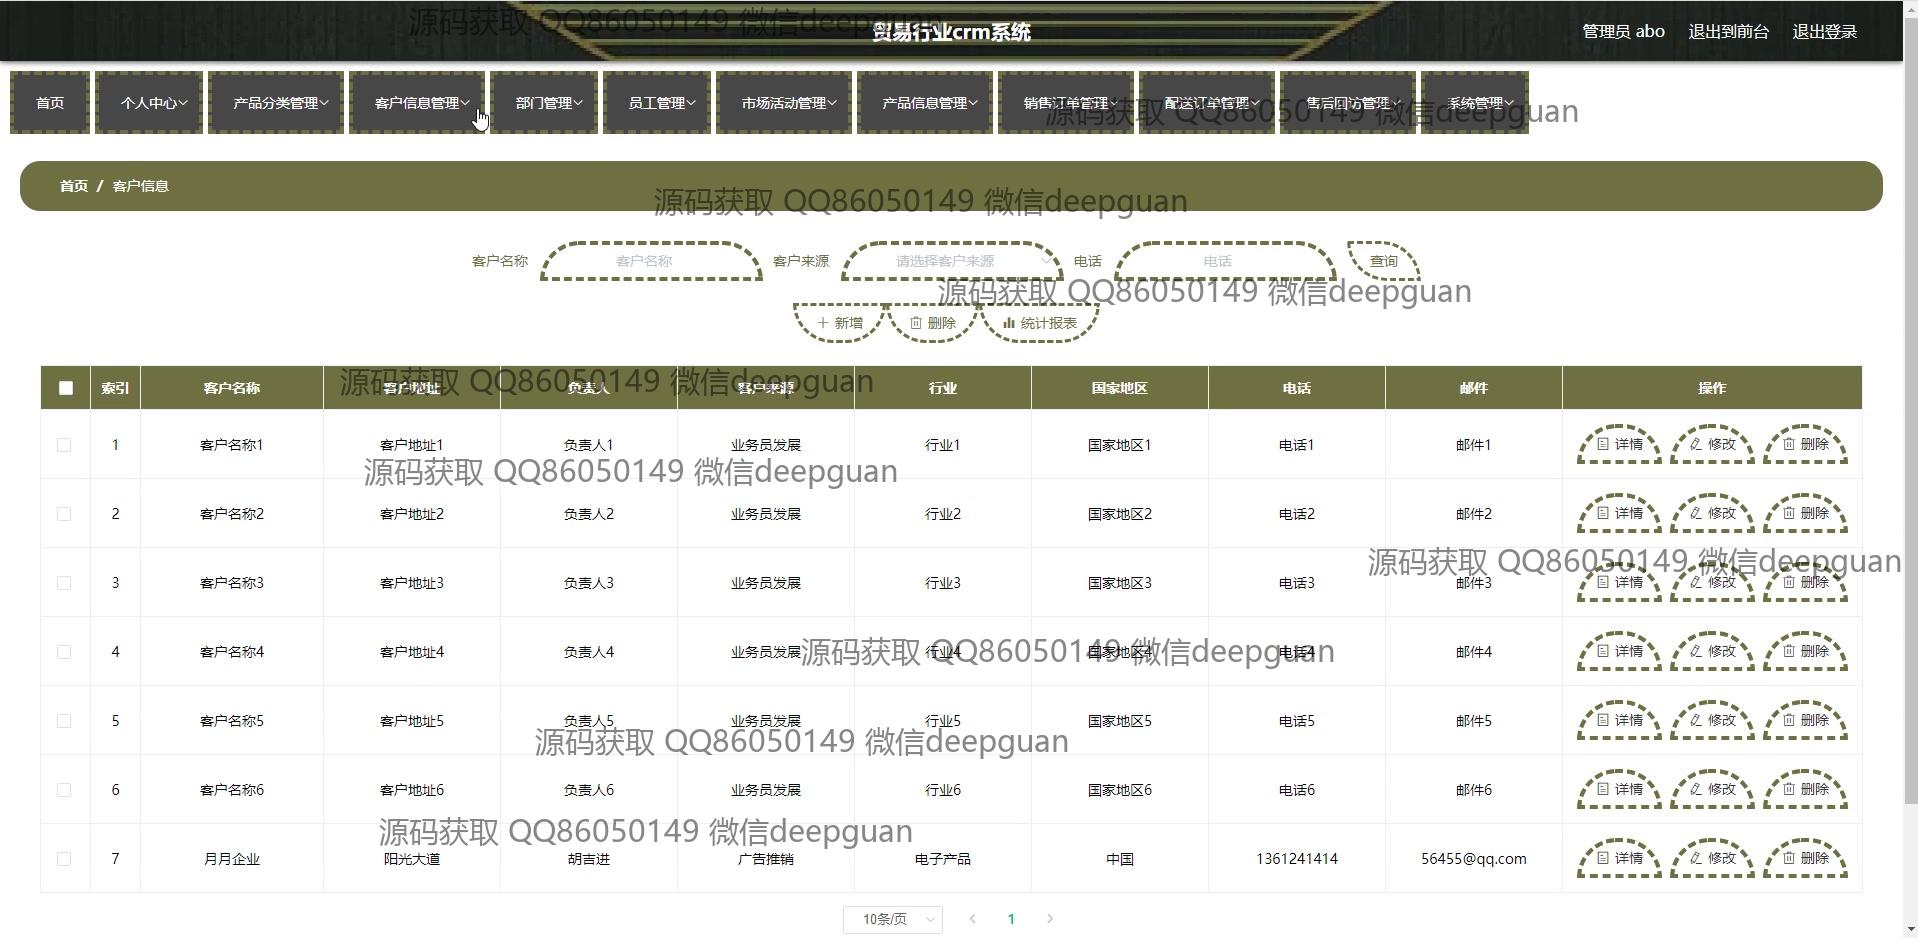 源码获取 QQ86050149 微信deepguan
贸易行业crm系统 管理员 abo 退出到前台 退出登录
首页 个人中心 产品分类管理 客户信息管理 部门管理 员工管理 市场活动管理 产品信息管理 销售订单管理 配送订单管理 售后回访管理 系统管理
源码获取 QQ86050149 微信deepguan
首页 / 客户信息
源码获取 QQ86050149 微信deepguan
客户名称 客户名称 客户来源 请选择客户来源 电话 电话 查询
源码获取 QQ86050149 微信deepguan
新增 删除 统计报表
源码获取 QQ86050149 微信deepguan
索引 客户名称 客户地址 负责人 客户来源 行业 国家地区 电话 邮件 操作
1 客户名称1 客户地址1 负责人1 业务员发展 行业1 国家地区1 电话1 邮件1 详情 修改 删除
源码获取 QQ86050149 微信deepguan
2 客户名称2 客户地址2 负责人2 业务员发展 行业2 国家地区2 电话2 邮件2 详情 修改 删除
源码获取 QQ86050149 微信deepguan
3 客户名称3 客户地址3 负责人3 业务员发展 行业3 国家地区3 电话3 邮件3 详情 修改 删除
4 客户名称4 客户地址4 负责人4 业务员发展 行业4 国家地区4 电话4 邮件4 详情 修改 删除
源码获取 QQ86050149 微信deepguan
5 客户名称5 客户地址5 负责人5 业务员发展 行业5 国家地区5 电话5 邮件5 详情 修改 删除
源码获取 QQ86050149 微信deepguan
6 客户名称6 客户地址6 负责人6 业务员发展 行业6 国家地区6 电话6 邮件6 详情 修改 删除
源码获取 QQ86050149 微信deepguan
7 月月企业 阳光大道 胡吉进 广告推销 电子产品 中国 1361241414 56455@qq.com 详情 修改 删除
10条/页 1